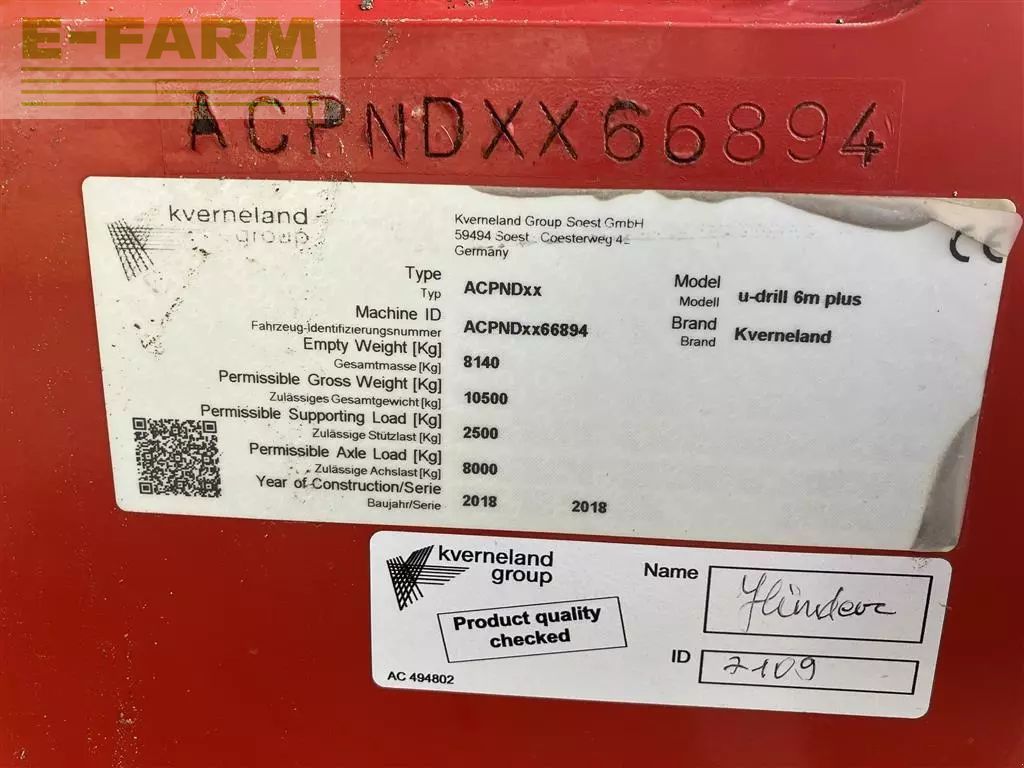 E-FARM
ACPNDXX66894
kverneland
group
Kverneland Group Soest GmbH
59494 Soest Coesterweg
Germany
CE
Type
Typ
ACPNDxx
Model
Modell
u-drill 6m plus
Machine ID
Fahrzeug-Identifizierungsnummer
ACPNDxx66894
Brand
Brand
Kverneland
Empty Weight [Kg]
Gesamtmasse [Kg]
8140
Permissible Gross Weight [Kg]
Zulässiges Gesamtgewicht [kg]
10500
Permissible Supporting Load [Kg]
Zulässige Stützlast [Kg]
2500
Permissible Axle Load [Kg]
Zulässige Achslast [Kg]
8000
Year of Construction/Serie
Baujahr/Serie
2018 2018
kverneland
group
Product quality
checked
AC 494802
Name
ID
7109